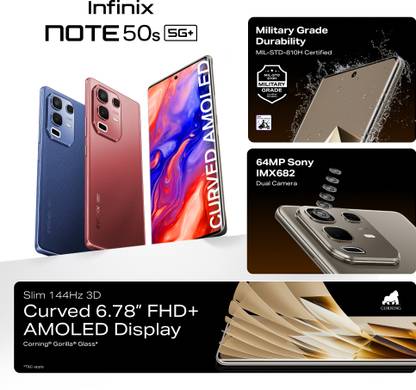 Infinix
NOTE 50s 5G+
CURVED AMOLED
Military Grade
Durability
MIL-STD-810H Certified
MILITARY
GRADE
64MP Sony
IMX682
Dual Camera
Slim 144Hz 3D
Curved 6.78" FHD+
AMOLED Display
Corning® Gorilla® Glass*
CORNING